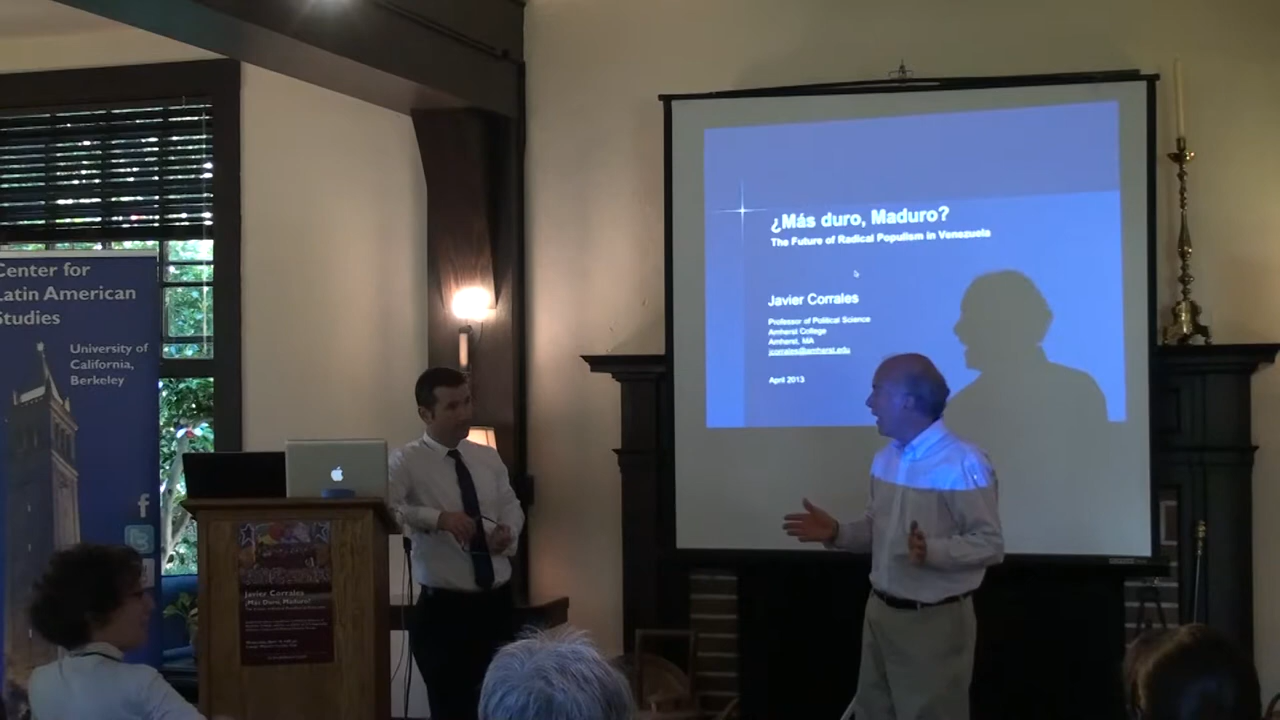 Center for
Latin American
Studies
University of
California,
Berkeley
f
¿Más duro, Maduro?
The Future of Radical Populism in Venezuela
Javier Corrales
Professor of Political Science
Amherst College
Amherst, MA
jcorrales@amherst.edu
April 2013
Javier Corrales
¿Más Duro, Maduro?